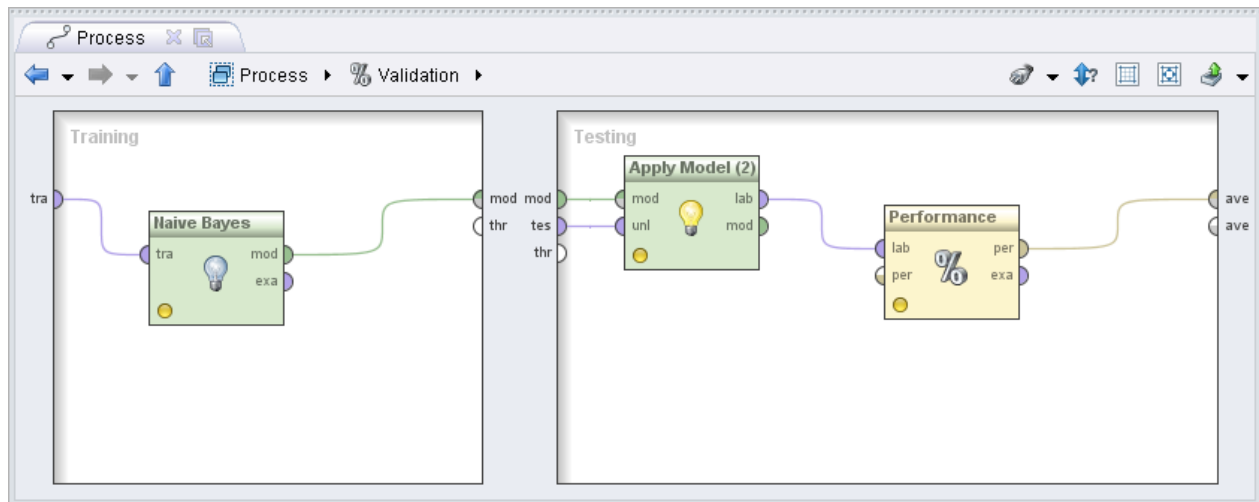 Process
Process Validation
Training
Testing
tra
Naive Bayes
tra mod
exa
mod mod
thr tes
thr
Apply Model (2)
mod lab
unl mod
Performance
lab per
per exa
ave
ave